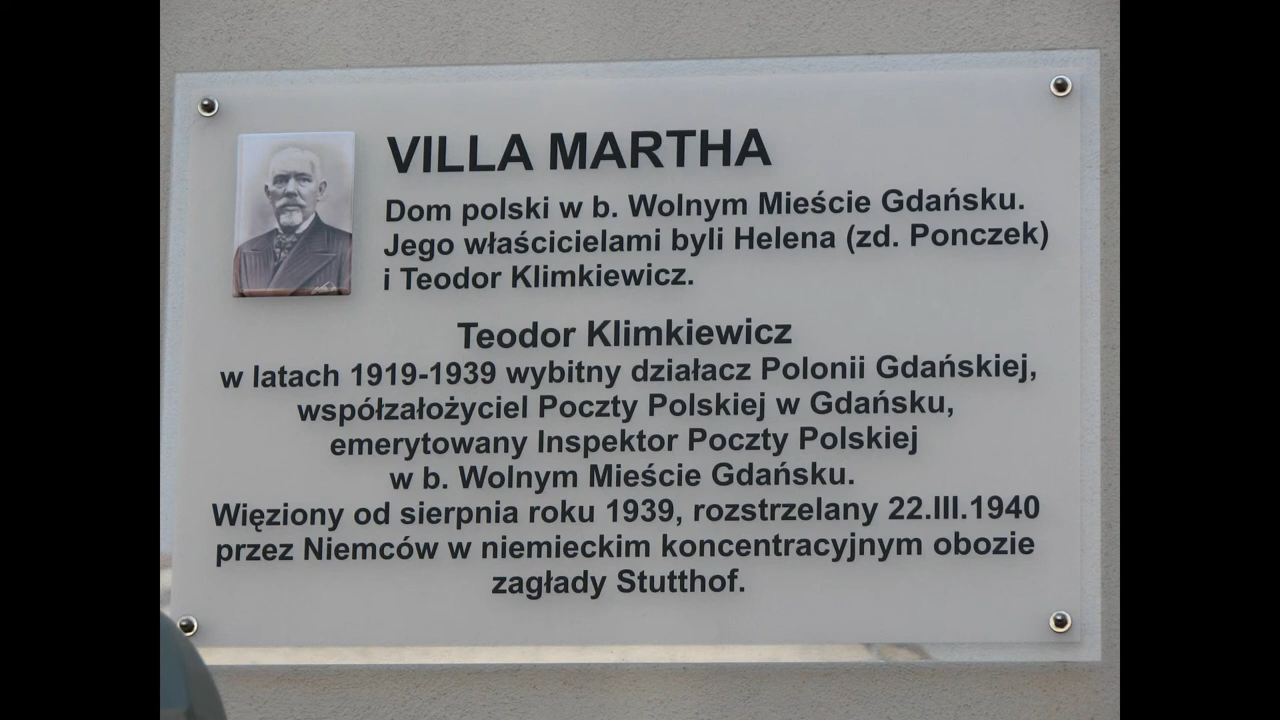 VILLA MARTHA
Dom polski w b. Wolnym Mieście Gdańsku.
Jego właścicielami byli Helena (zd. Ponczek)
i Teodor Klimkiewicz.
Teodor Klimkiewicz
w latach 1919-1939 wybitny działacz Polonii Gdańskiej,
współzałożyciel Poczty Polskiej w Gdańsku,
emerytowany Inspektor Poczty Polskiej
w b. Wolnym Mieście Gdańsku.
Więziony od sierpnia roku 1939, rozstrzelany 22.III.1940
przez Niemców w niemieckim koncentracyjnym obozie
zagłady Stutthof.